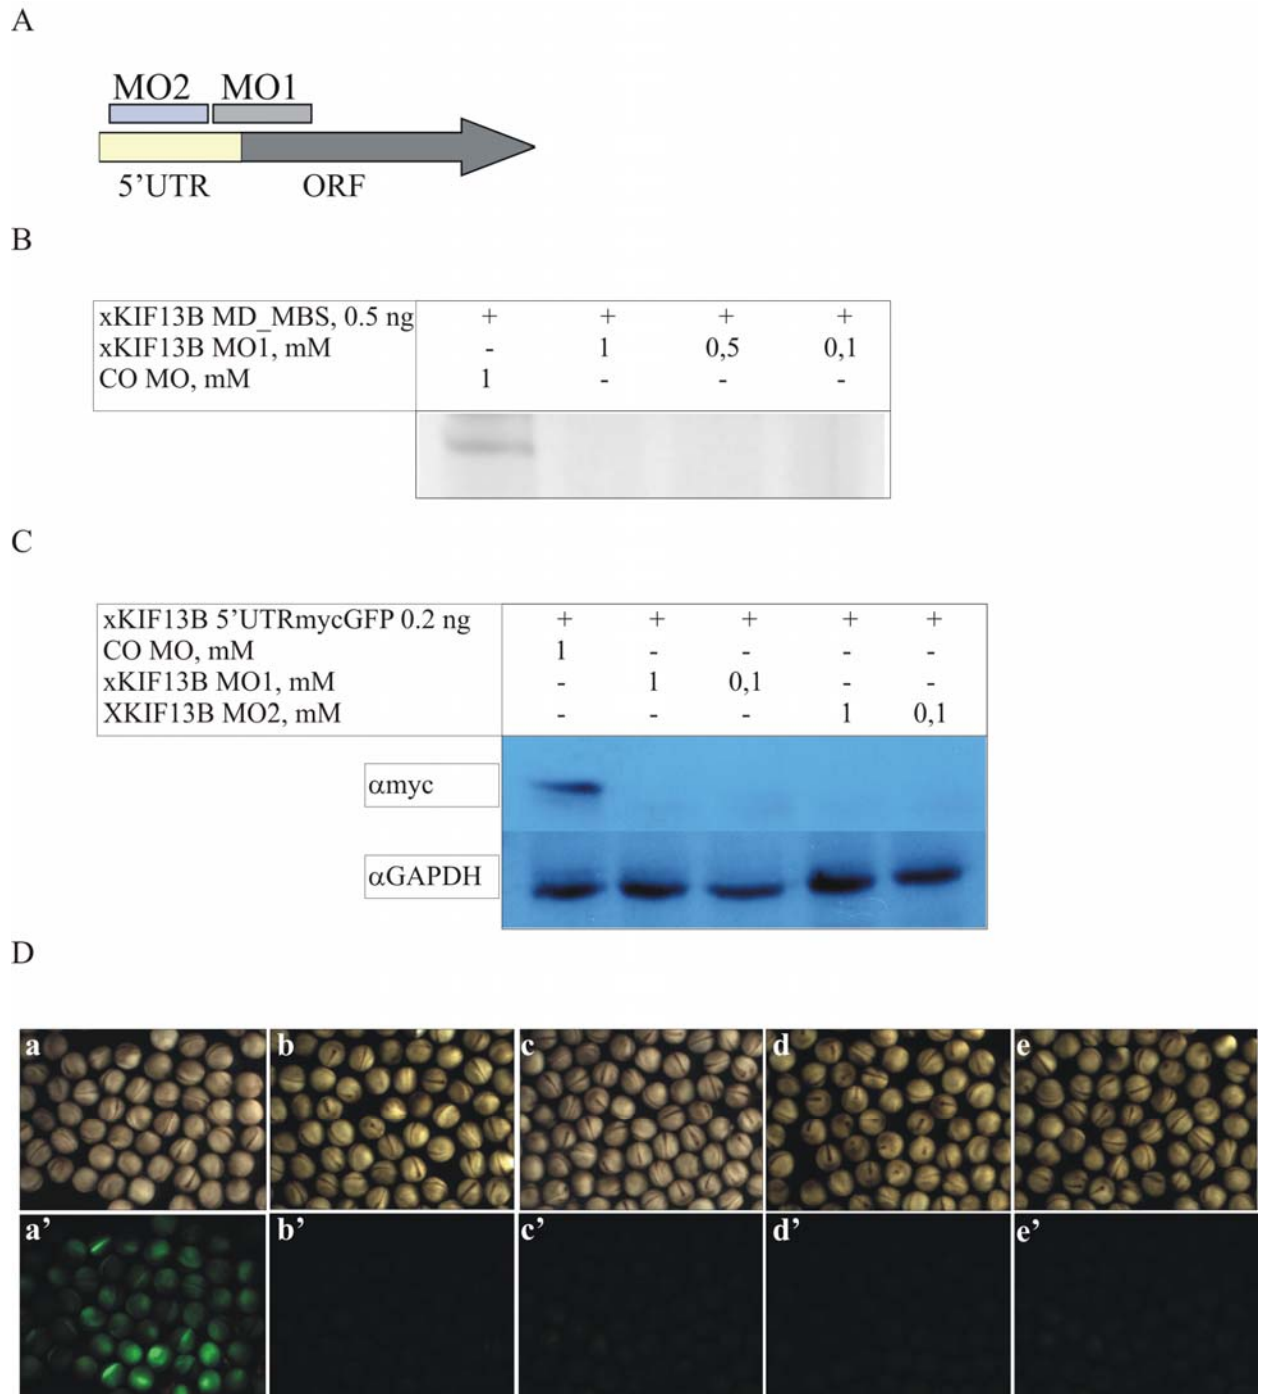 A
MO2 MO1
5’UTR ORF
B
xKIF13B MD_MBS, 0.5 ng + + + +
xKIF13B MO1, mM - 1 0,5 0,1
CO MO, mM 1 - - -
C
xKIF13B 5’UTRmycGFP 0.2 ng + + + + +
CO MO, mM 1 - - - -
xKIF13B MO1, mM - 1 0,1 - -
XKIF13B MO2, mM - - - 1 0,1
αmyc
αGAPDH
D
a b c d e
a’ b’ c’ d’ e’